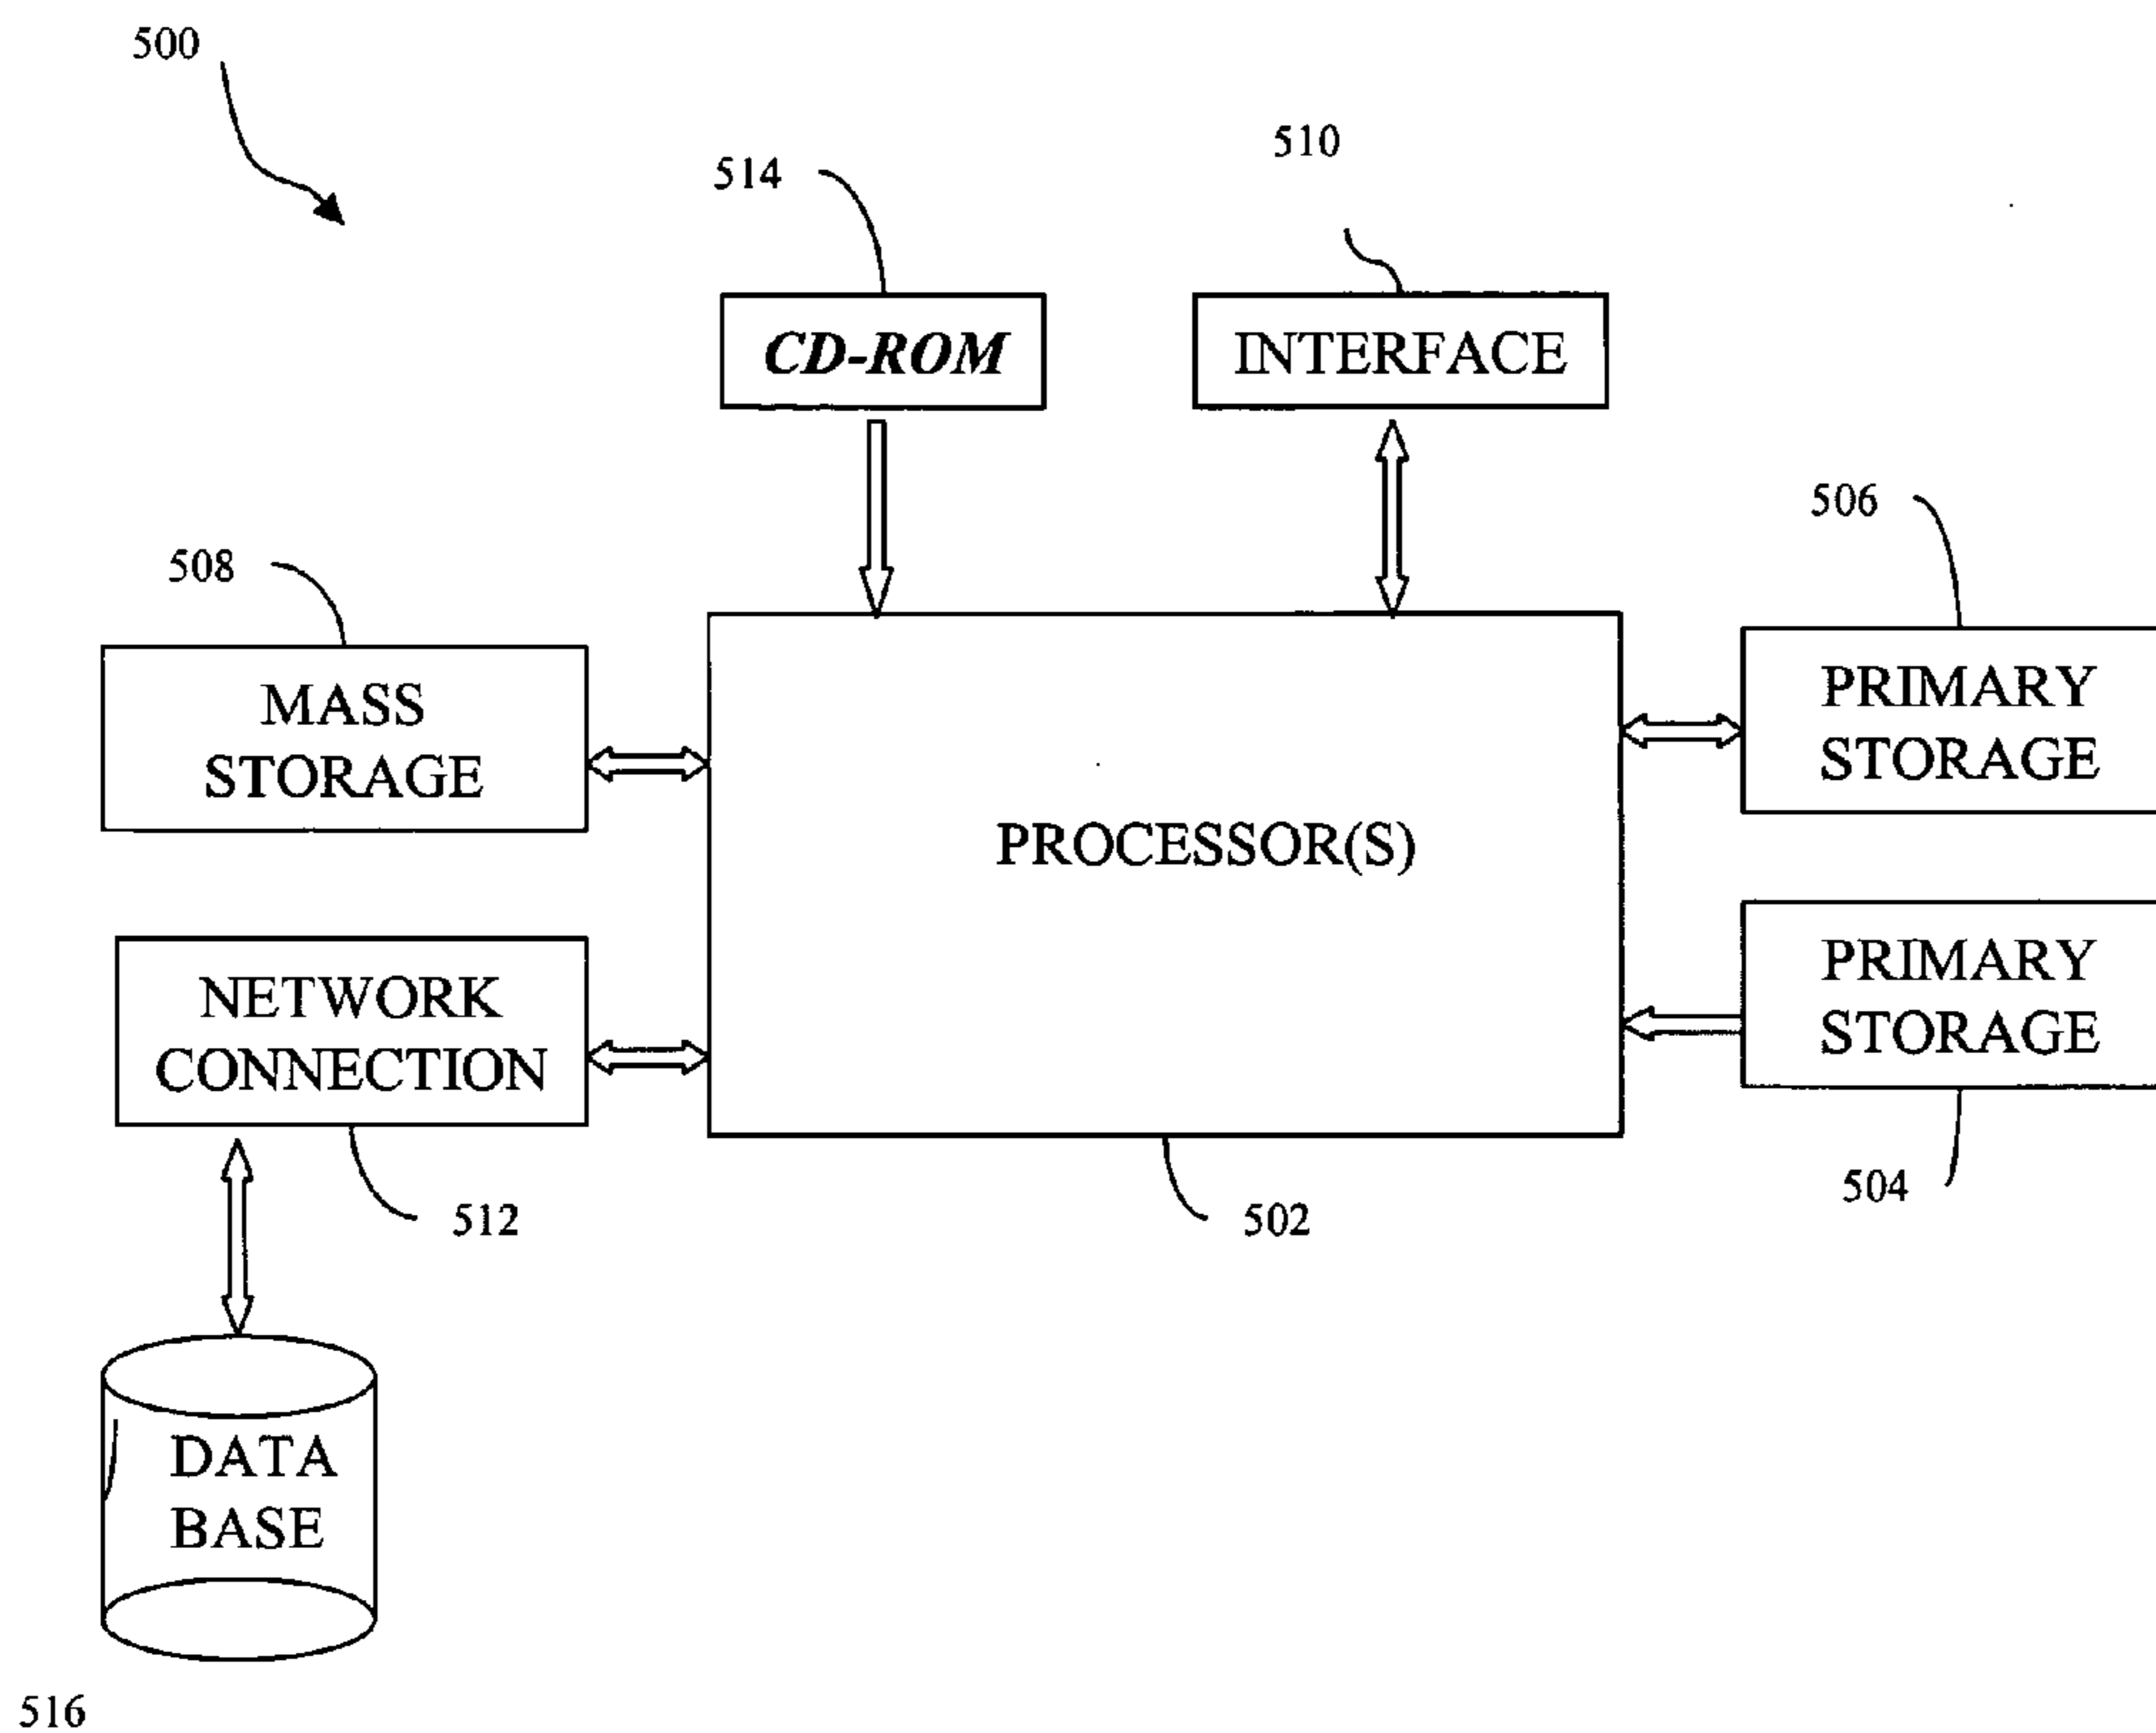 500
514
510
CD-ROM
INTERFACE
506
508
MASS
STORAGE
PRIMARY
STORAGE
PROCESSOR(S)
NETWORK
CONNECTION
PRIMARY
STORAGE
512
502
504
DATA
BASE
516